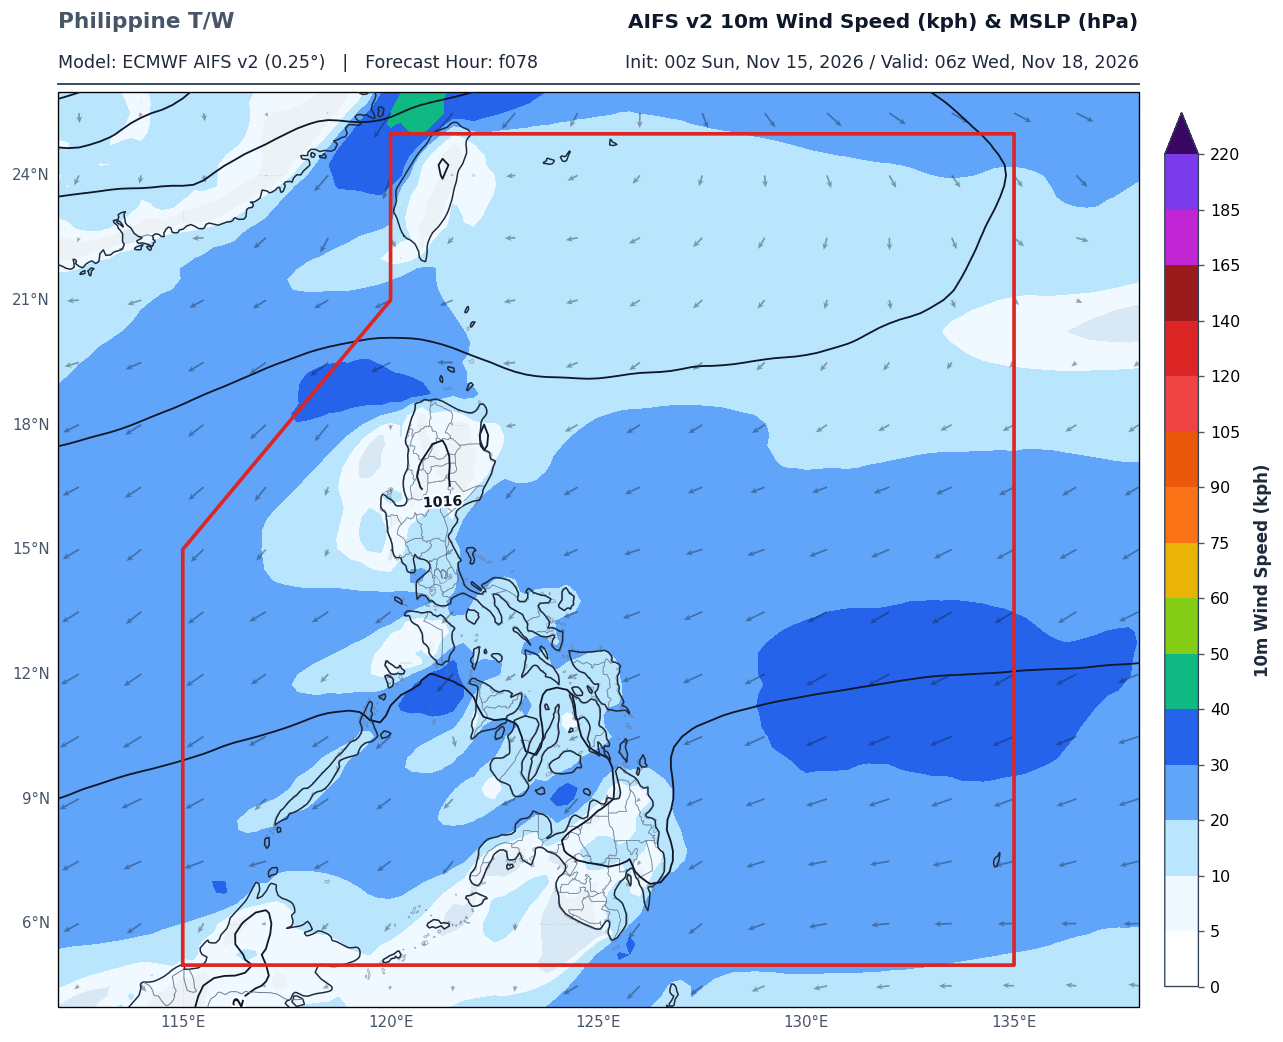 Philippine T/W
AIFS v2 10m Wind Speed (kph) & MSLP (hPa)
Model: ECMWF AIFS v2 (0.25°) | Forecast Hour: f078
Init: 00z Sun, Nov 15, 2026 / Valid: 06z Wed, Nov 18, 2026
24°N
21°N
18°N
15°N
12°N
9°N
6°N
1016
2
115°E
120°E
125°E
130°E
135°E
220
185
165
140
120
105
90
75
60
50
40
30
20
10
5
0
10m Wind Speed (kph)